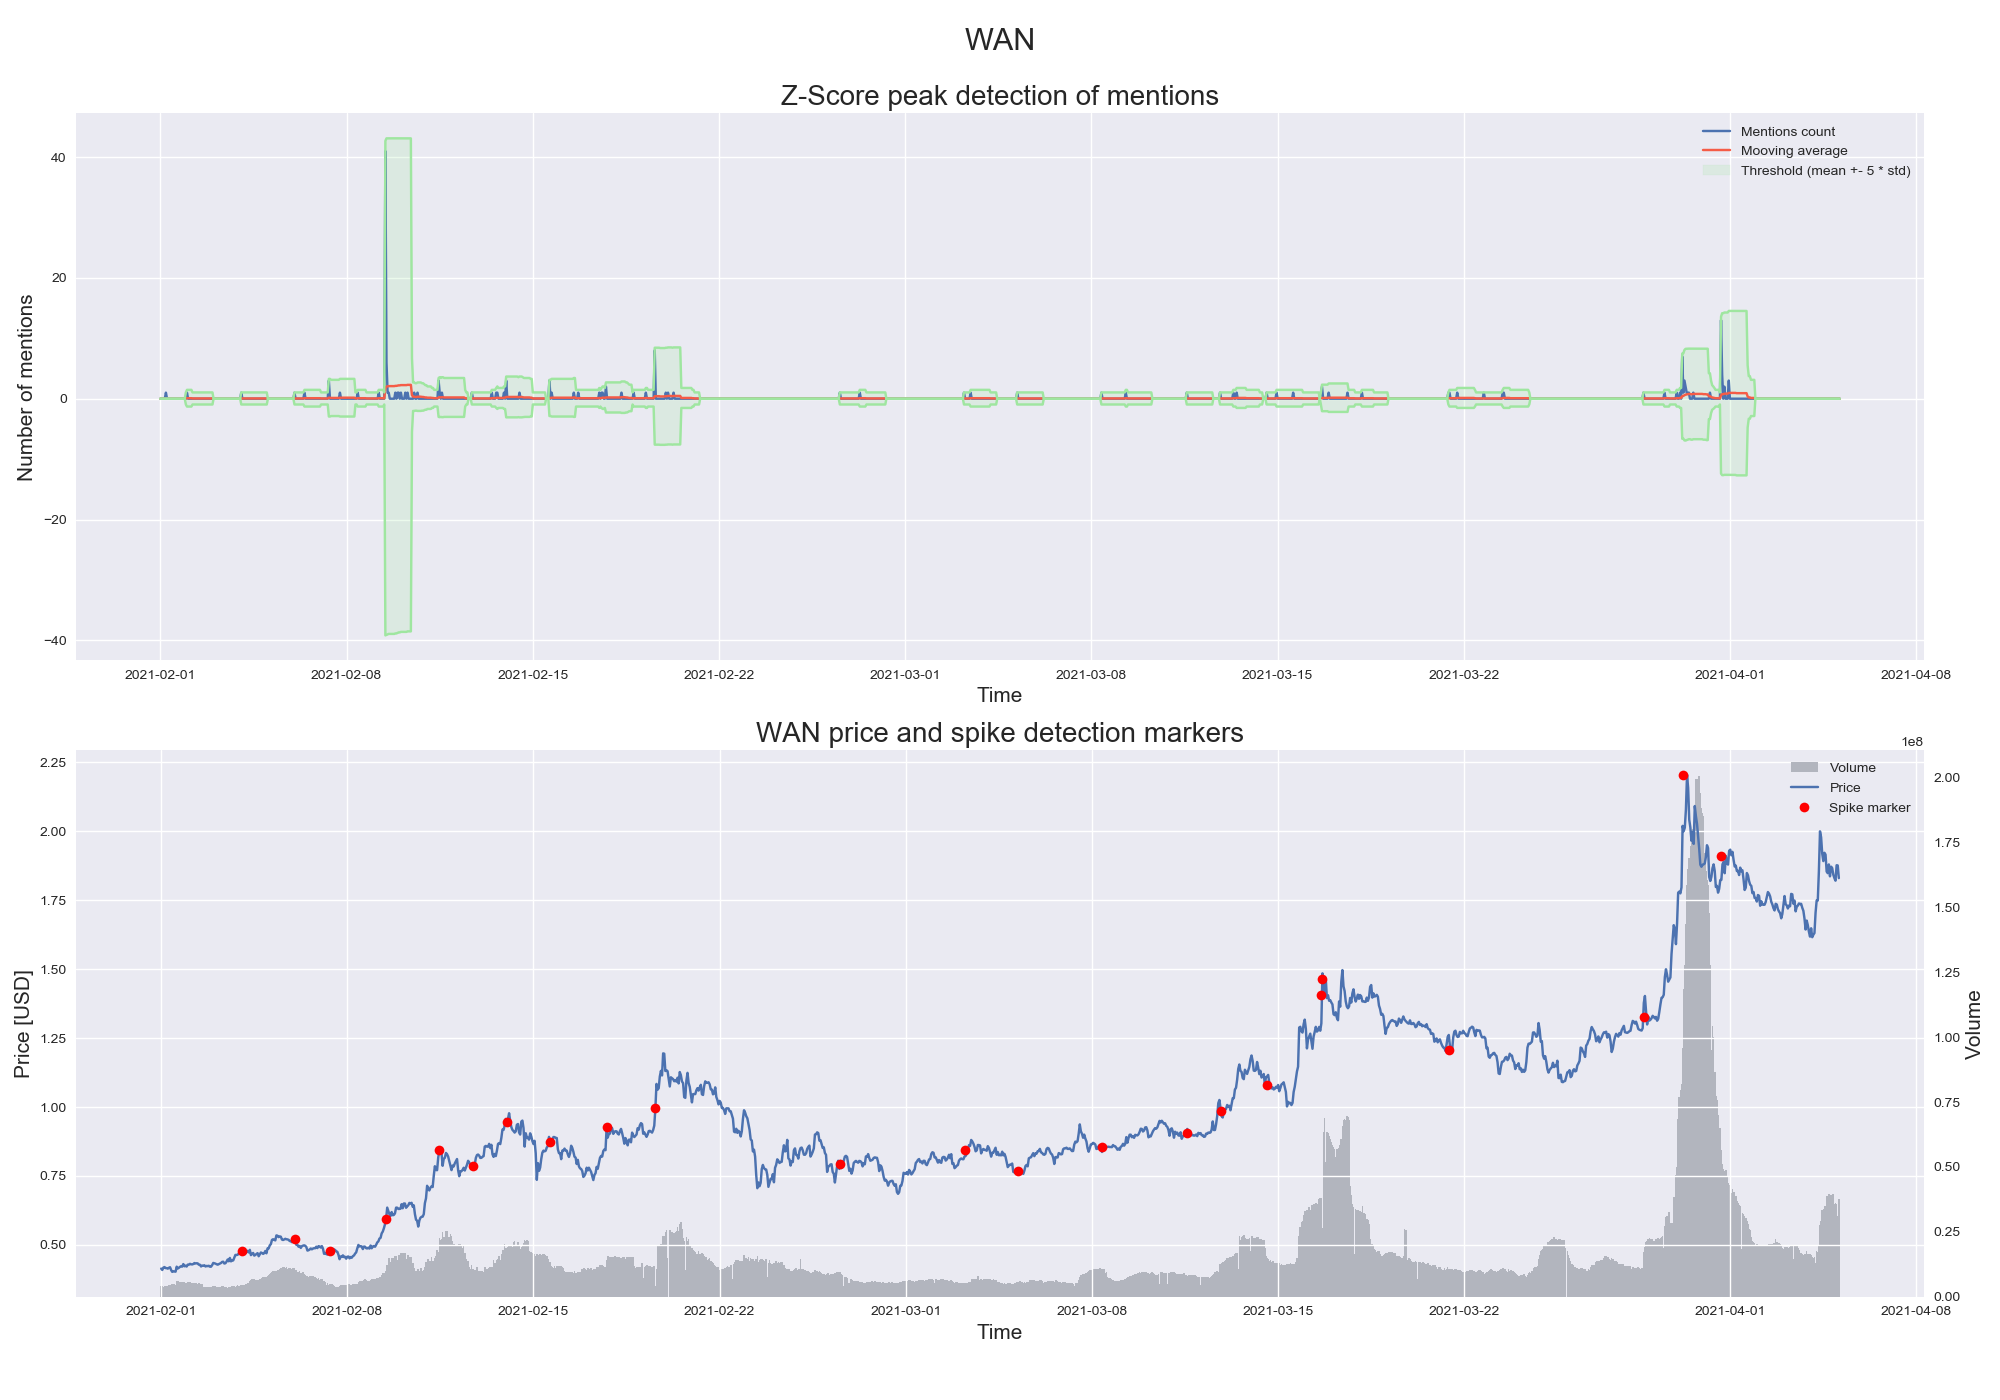 WAN
Z-Score peak detection of mentions
Mentions count
Mooving average
Threshold (mean +- 5 * std)
40
20
0
−20
−40
Number of mentions
2021-02-01 2021-02-08 2021-02-15 2021-02-22 2021-03-01 2021-03-08 2021-03-15 2021-03-22 2021-04-01 2021-04-08
Time
WAN price and spike detection markers
1e8
Volume
Price
Spike marker
2.25
2.00
1.75
1.50
1.25
1.00
0.75
0.50
Price [USD]
2.00
1.75
1.50
1.25
1.00
0.75
0.50
0.25
0.00
Volume
2021-02-01 2021-02-08 2021-02-15 2021-02-22 2021-03-01 2021-03-08 2021-03-15 2021-03-22 2021-04-01 2021-04-08
Time